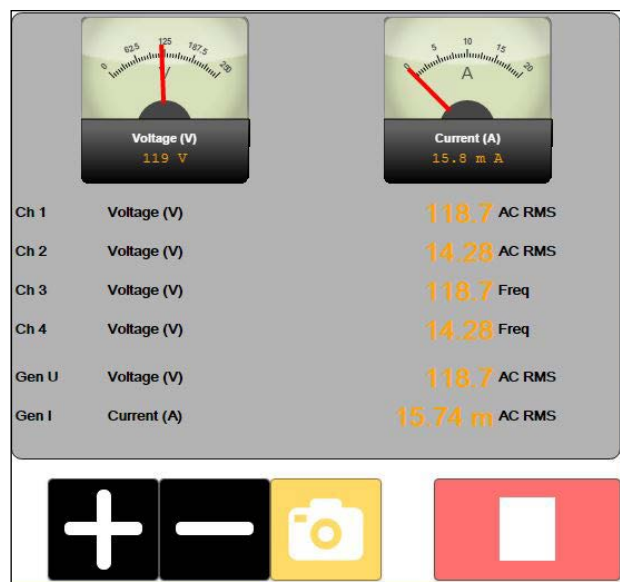 0 62.5 125 187.5 250
V
0 5 10 15 20
A
Voltage (V)
119 V
Current (A)
15.8 m A
Ch 1 Voltage (V) 118.7 AC RMS
Ch 2 Voltage (V) 14.28 AC RMS
Ch 3 Voltage (V) 118.7 Freq
Ch 4 Voltage (V) 14.28 Freq
Gen U Voltage (V) 118.7 AC RMS
Gen I Current (A) 15.74 m AC RMS